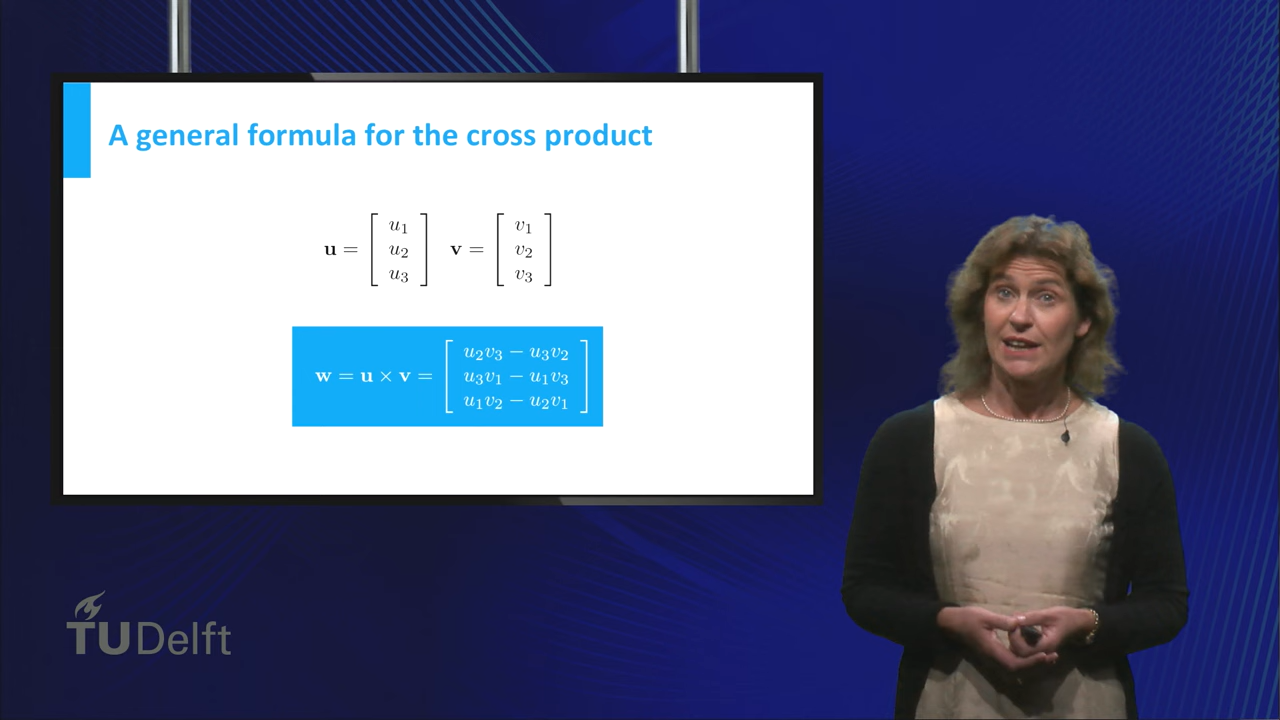 A general formula for the cross product
u = [ u₁ u₂ u₃ ] v = [ v₁ v₂ v₃ ]
w = u × v = [ u₂v₃ − u₃v₂
u₃v₁ − u₁v₃
u₁v₂ − u₂v₁ ]
TUDelft